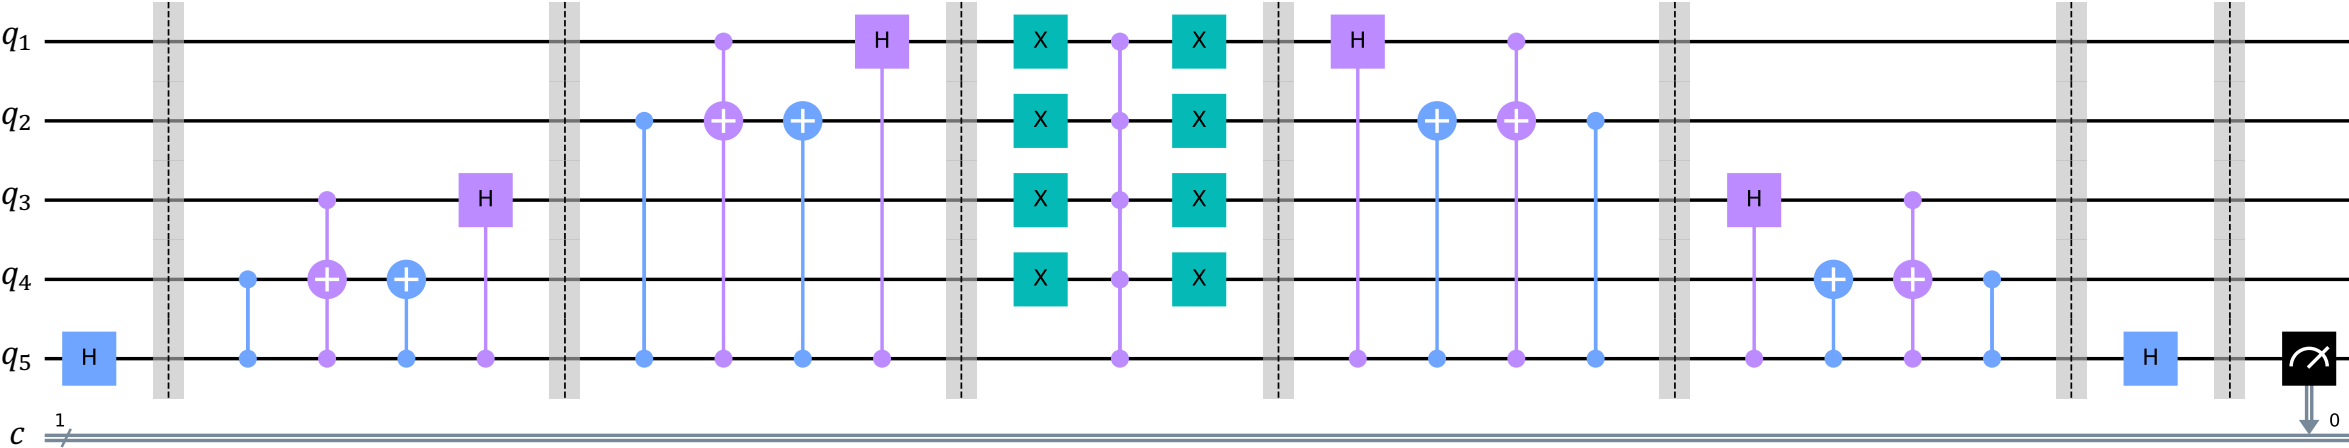 q1 H X X H
q2 X X
q3 H X X H
q4 X X
q5 H H
1 0
c